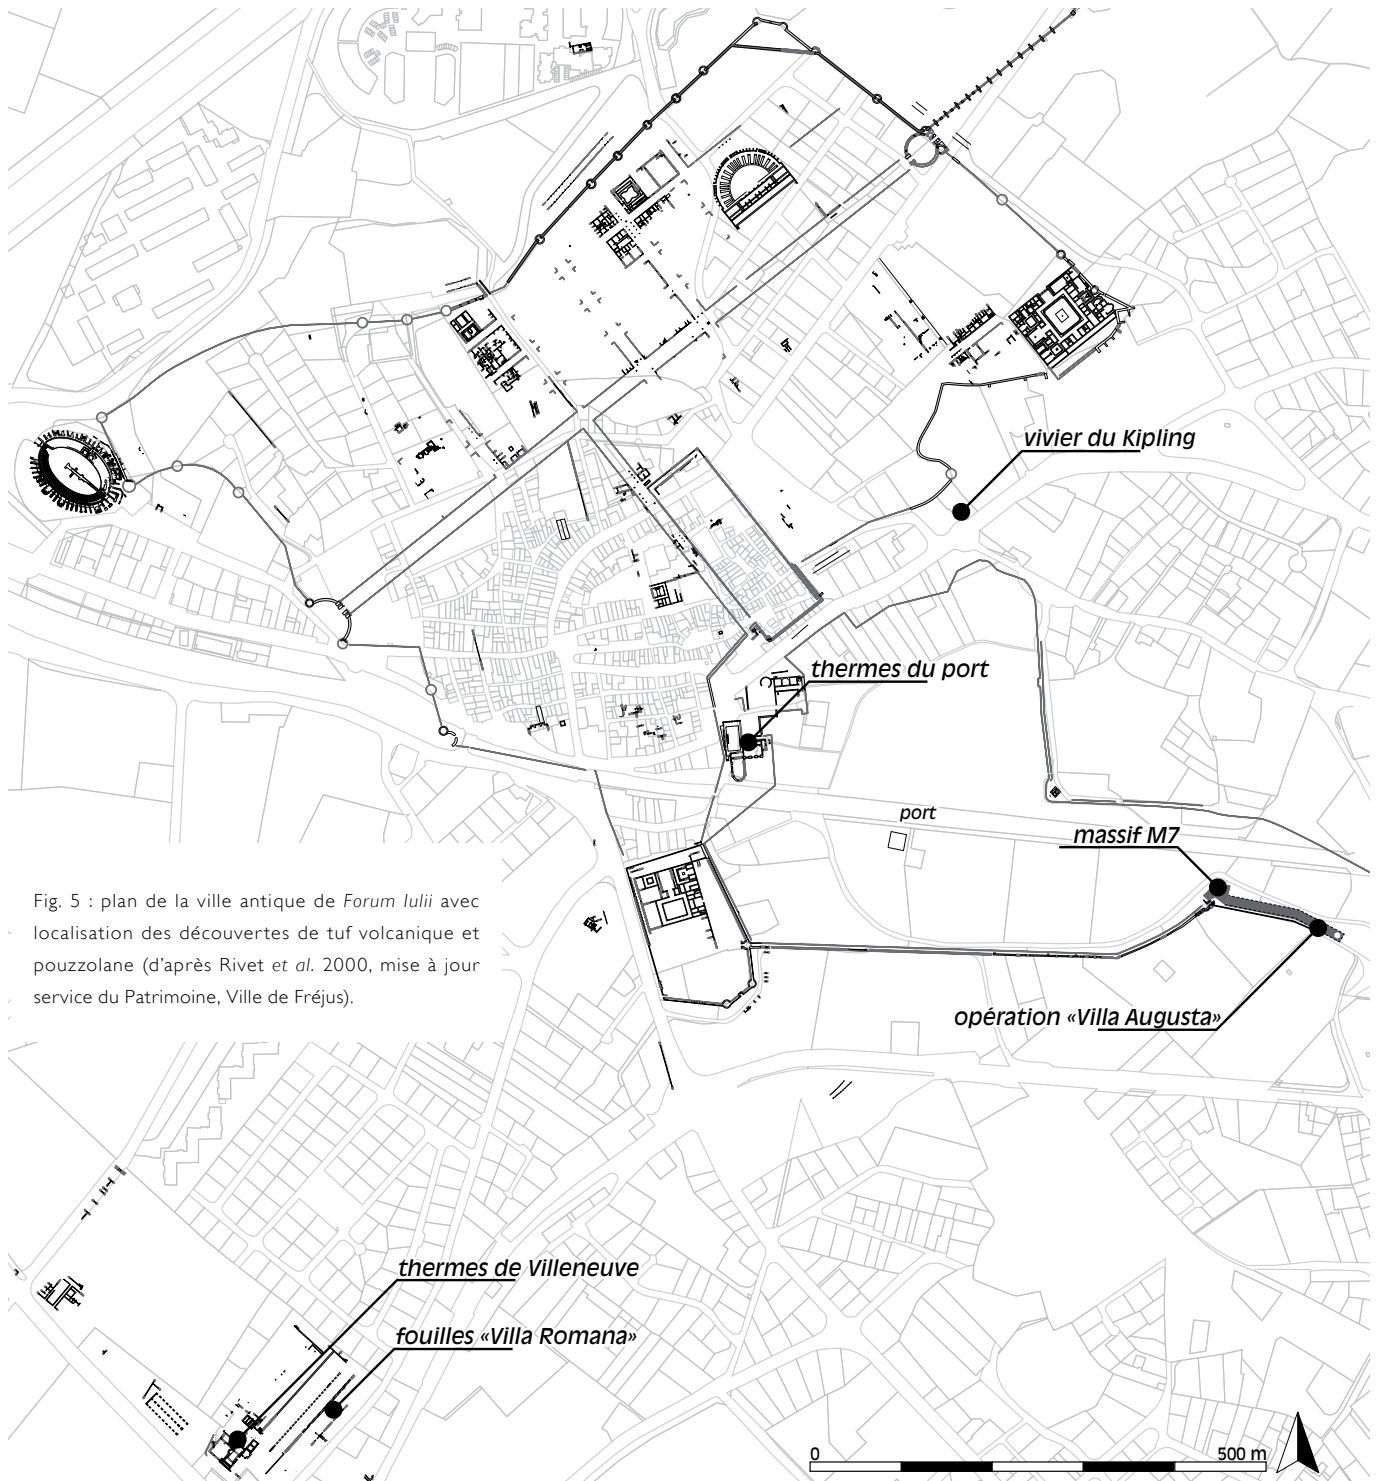 vivier du Kipling
thermes du port
port
massif M7
Fig. 5 : plan de la ville antique de Forum Iulii avec
localisation des découvertes de tuf volcanique et
pouzzolane (d'après Rivet et al. 2000, mise à jour
service du Patrimoine, Ville de Fréjus).
opération «Villa Augusta»
thermes de Villeneuve
fouilles «Villa Romana»
0 500 m